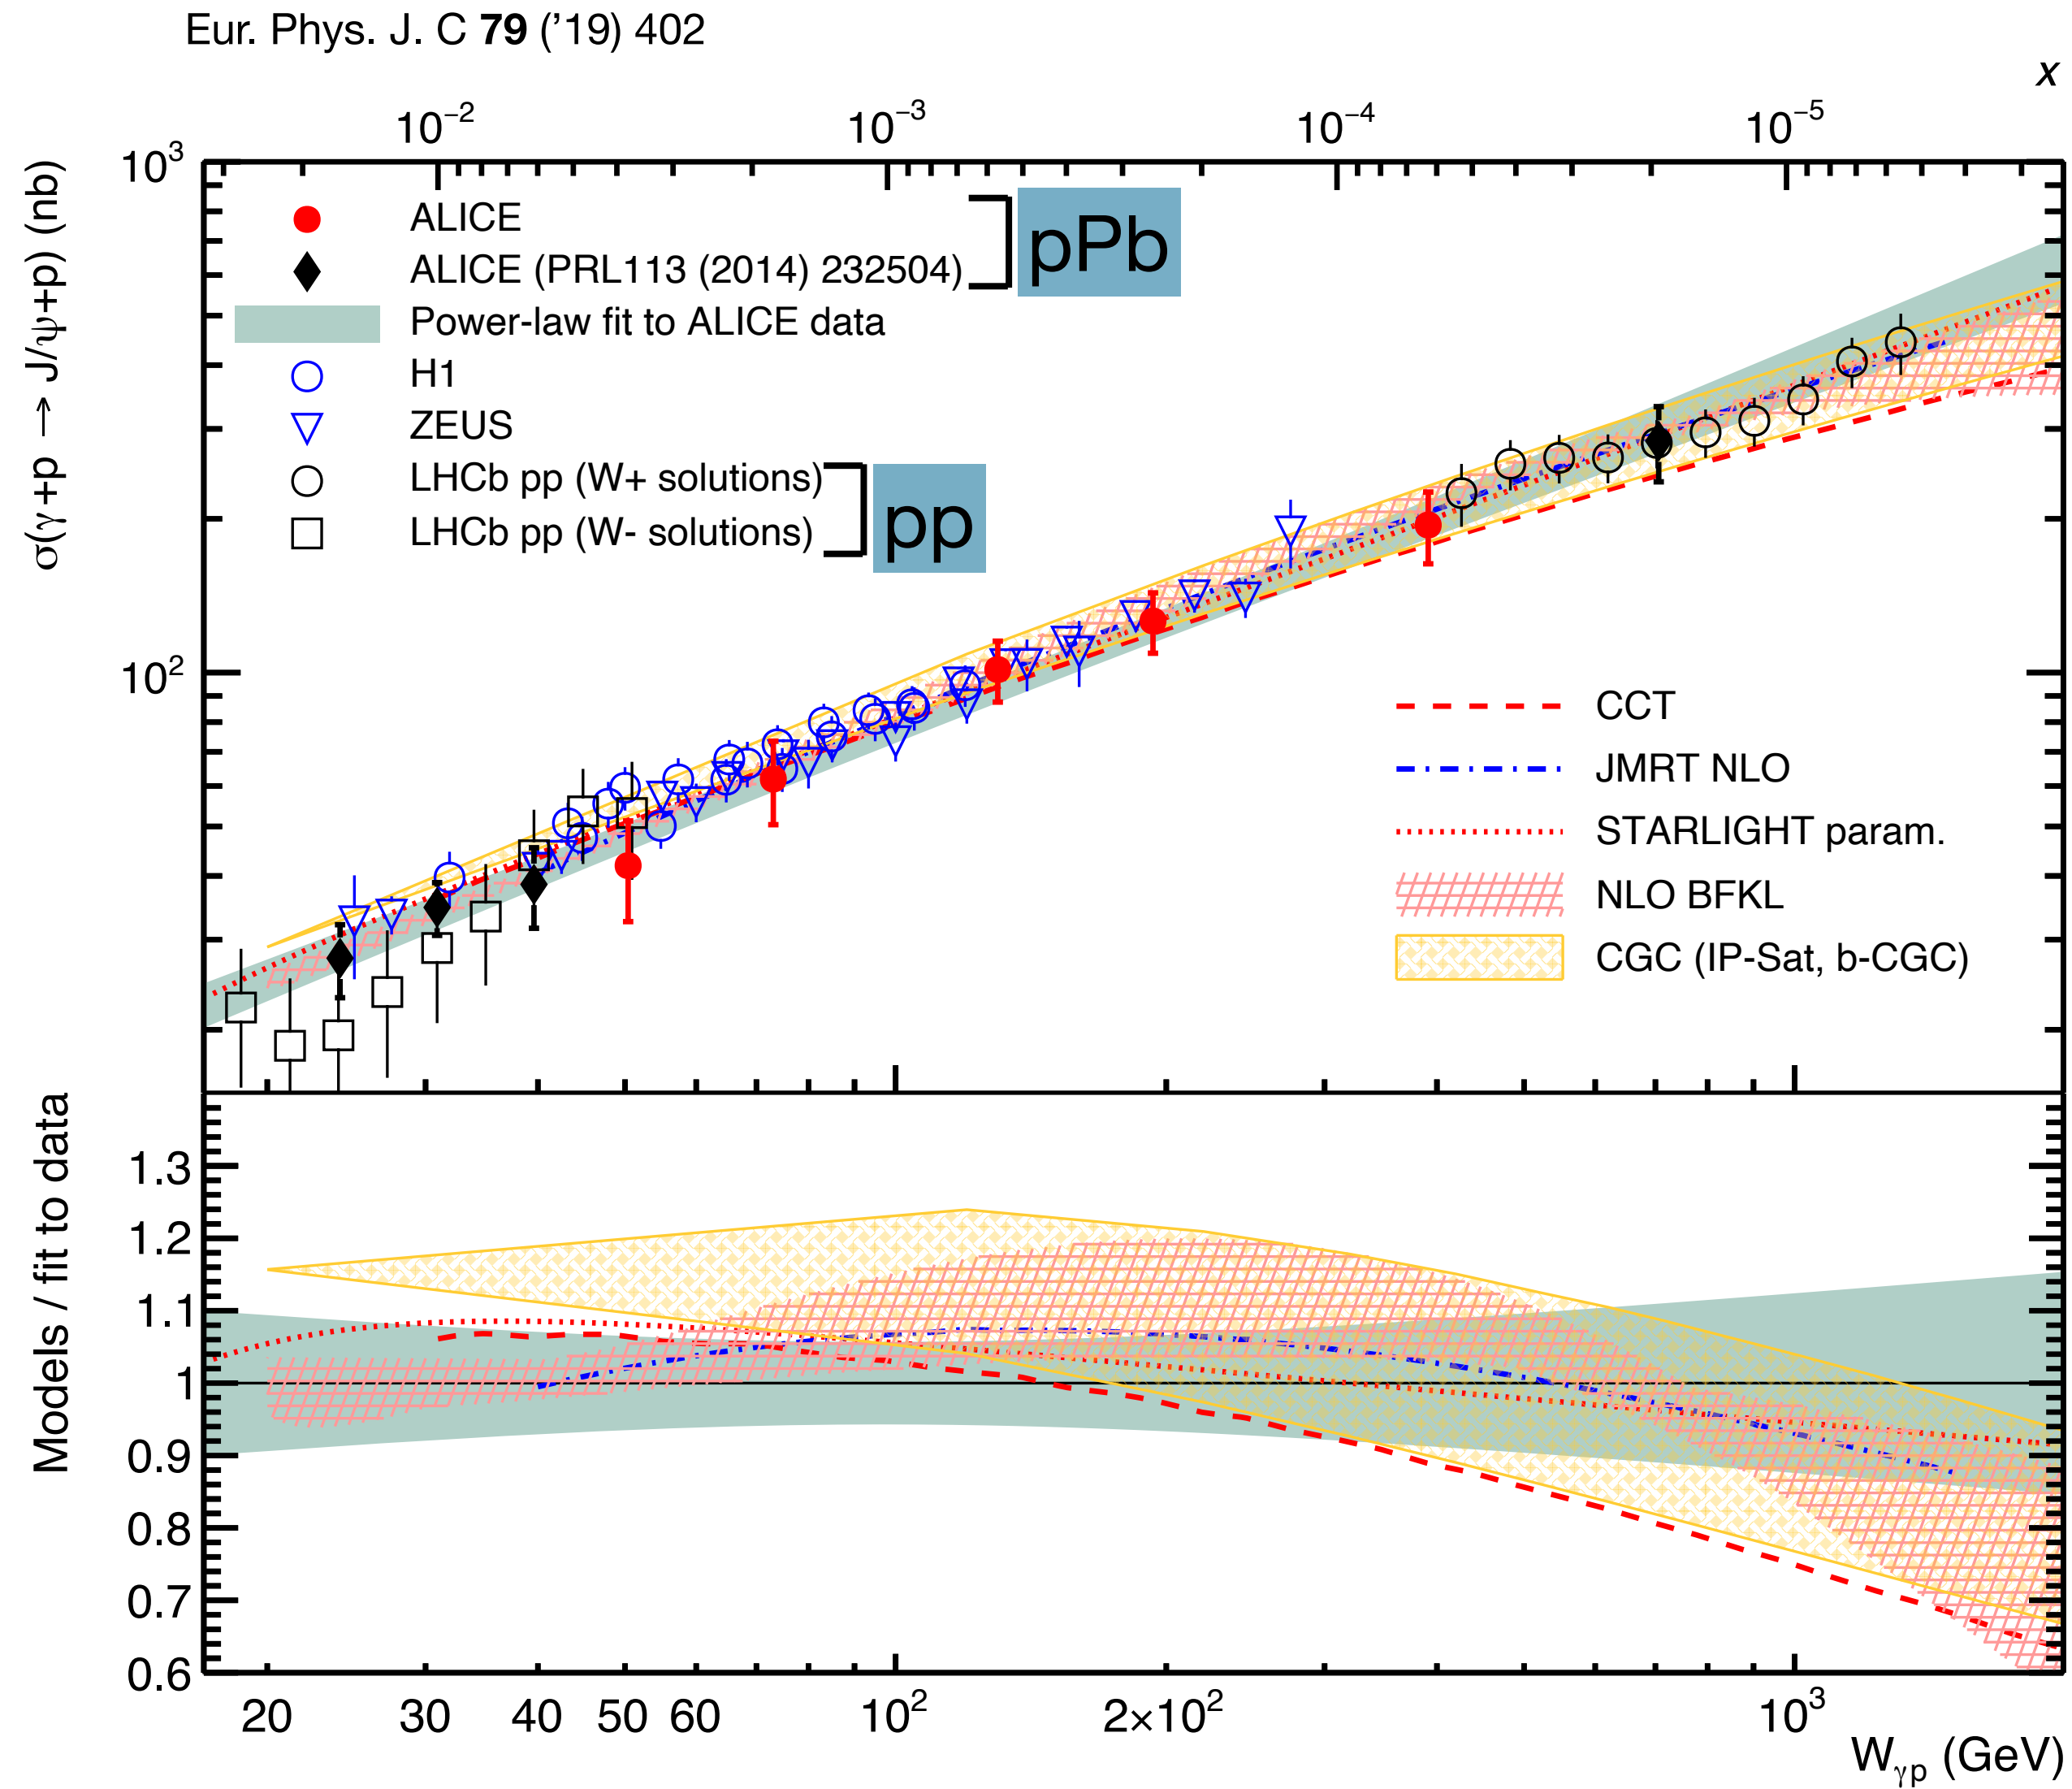 Eur. Phys. J. C 79 ('19) 402
x
10⁻² 10⁻³ 10⁻⁴ 10⁻⁵
σ(γ+p → J/ψ+p) (nb)
10³
10²
ALICE
ALICE (PRL113 (2014) 232504)
pPb
Power-law fit to ALICE data
H1
ZEUS
LHCb pp (W+ solutions)
LHCb pp (W- solutions)
pp
CCT
JMRT NLO
STARLIGHT param.
NLO BFKL
CGC (IP-Sat, b-CGC)
Models / fit to data
1.3
1.2
1.1
1
0.9
0.8
0.7
0.6
20 30 40 50 60 10² 2×10² 10³
Wγp (GeV)